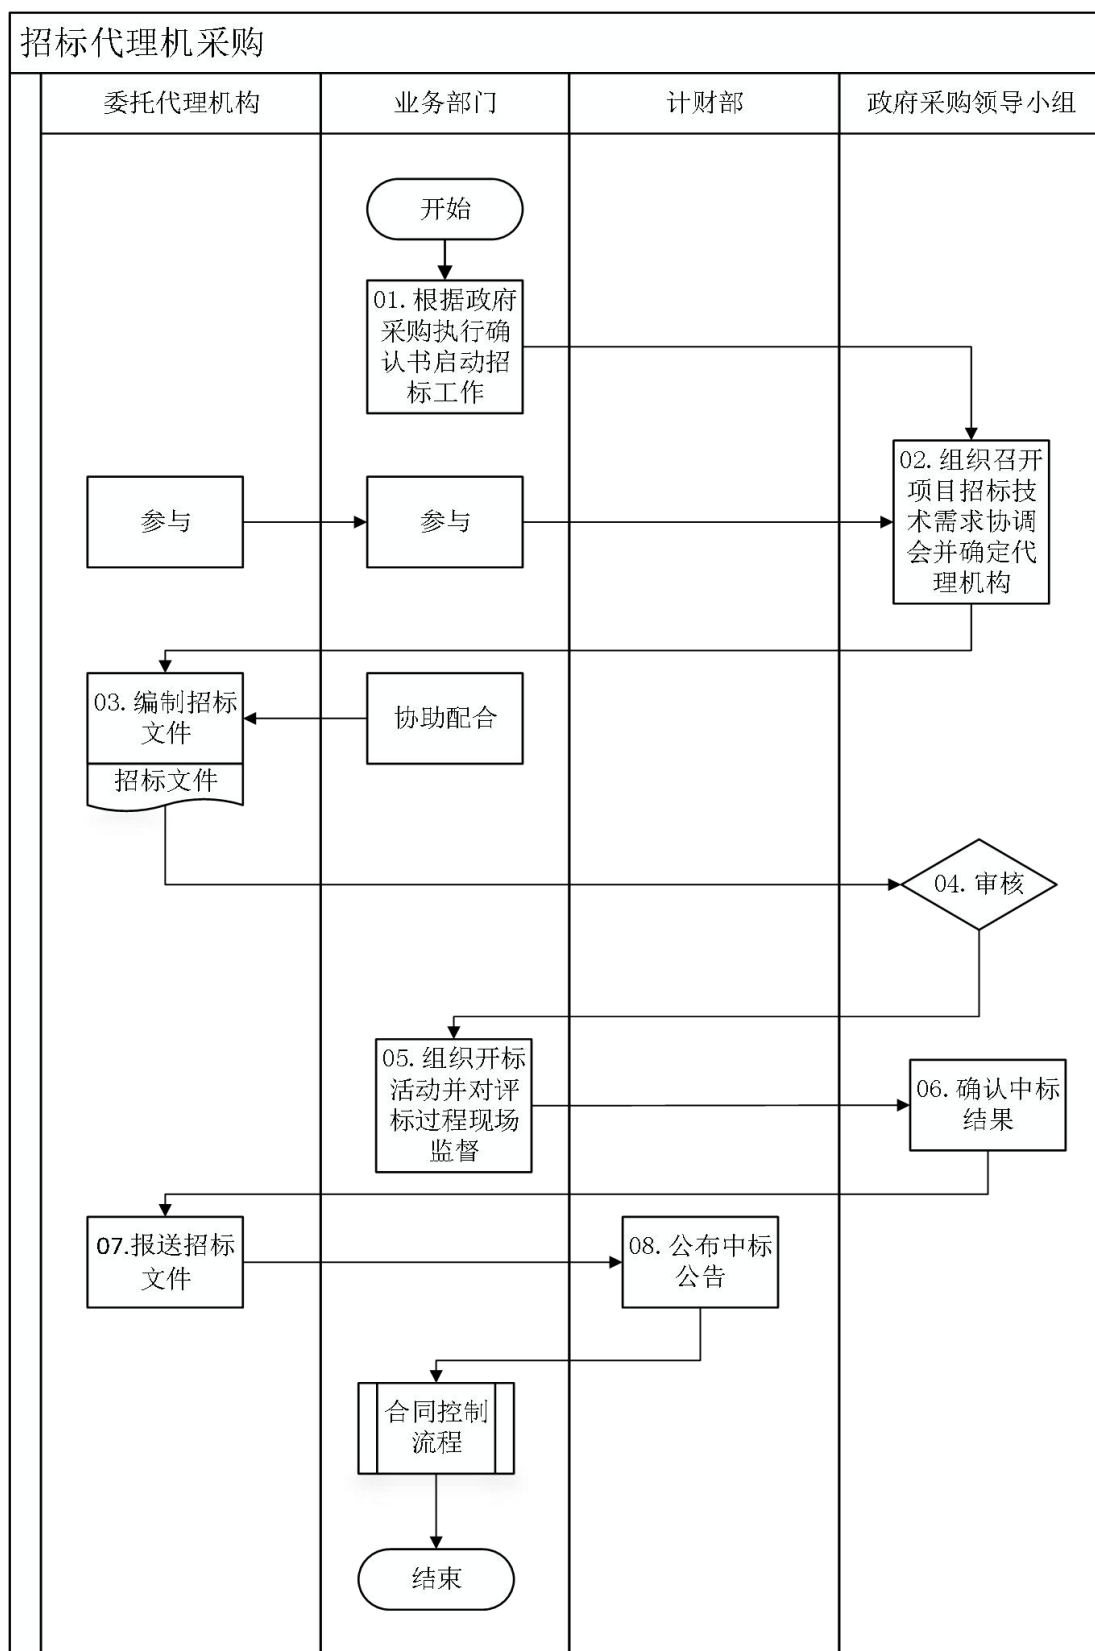 招标代理机采购
委托代理机构
业务部门
计财部
政府采购领导小组
开始
01.根据政府
采购执行确
认书启动招
标工作
02.组织召开
项目招标技
术需求协调
会并确定代
理机构
参与
参与
03.编制招标
文件
招标文件
协助配合
04.审核
05.组织开标
活动并对评
标过程现场
监督
06.确认中标
结果
07.报送招标
文件
08.公布中标
公告
合同控制
流程
结束